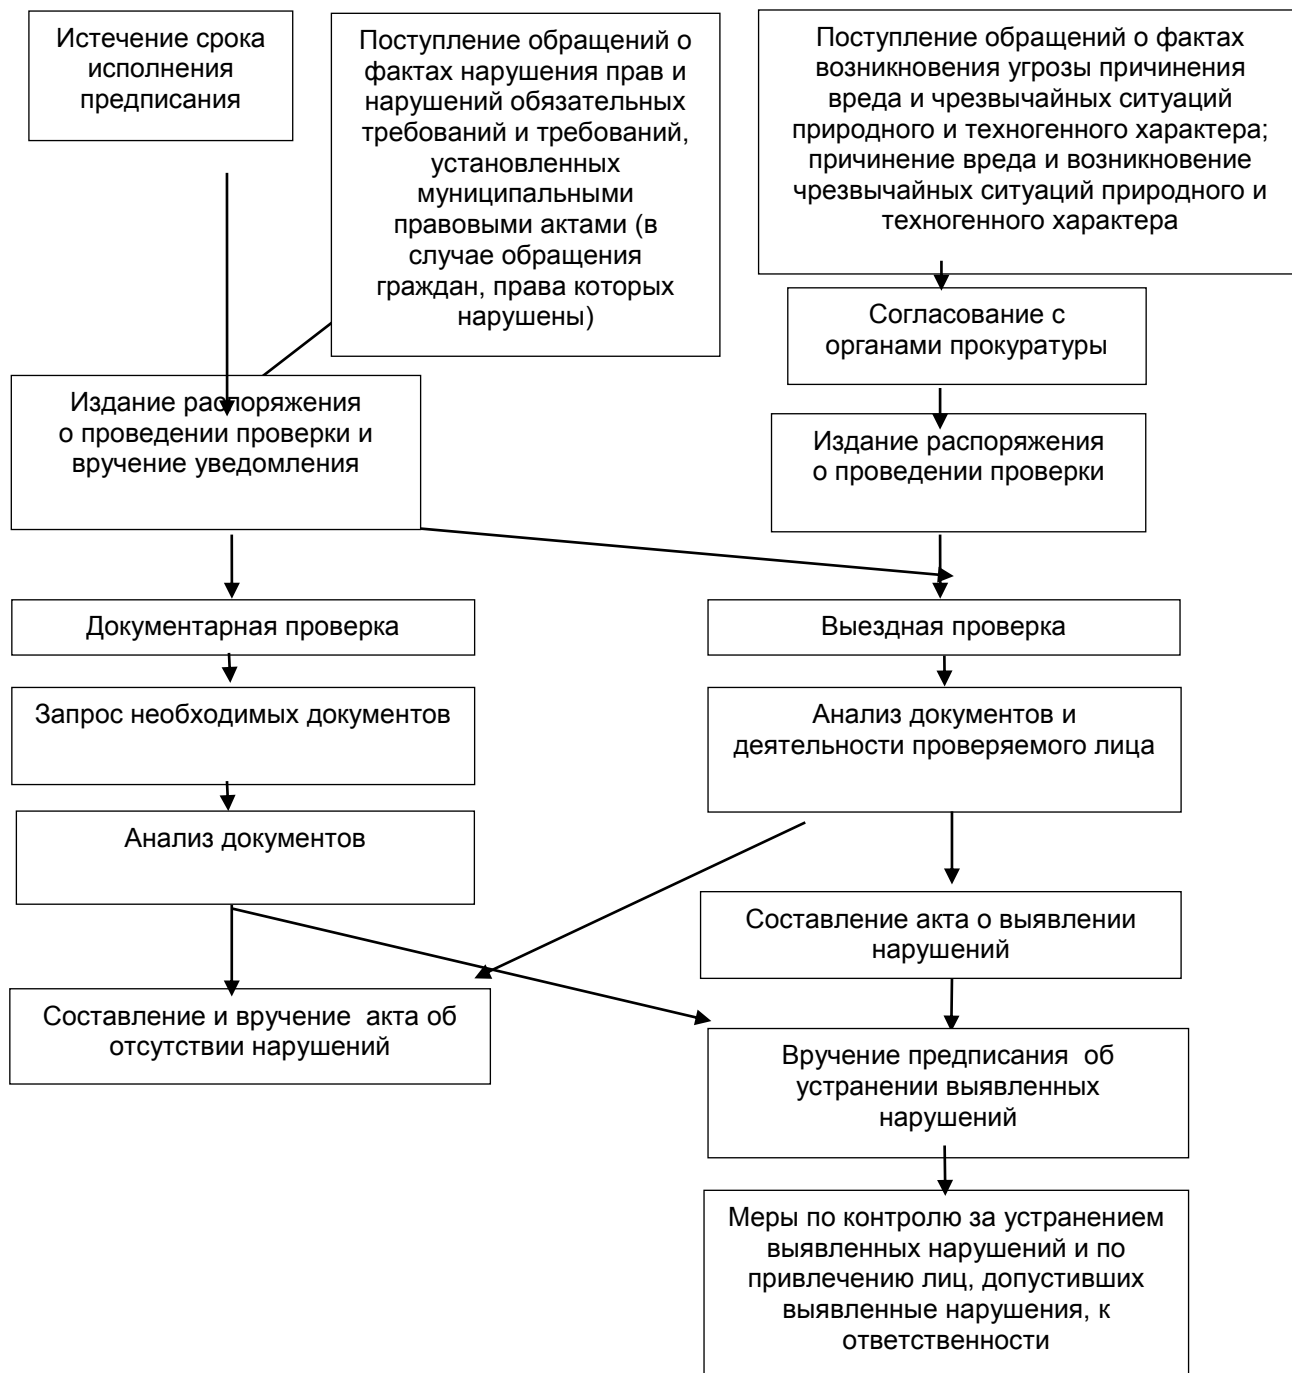 Истечение срока
исполнения
предписания
Поступление обращений о
фактах нарушения прав и
нарушений обязательных
требований и требований,
установленных
муниципальными
правовыми актами (в
случае обращения
граждан, права которых
нарушены)
Поступление обращений о фактах
возникновения угрозы причинения
вреда и чрезвычайных ситуаций
природного и техногенного характера;
причинение вреда и возникновение
чрезвычайных ситуаций природного и
техногенного характера
Согласование с
органами прокуратуры
Издание распоряжения
о проведении проверки и
вручение уведомления
Издание распоряжения
о проведении проверки
Документарная проверка
Выездная проверка
Запрос необходимых документов
Анализ документов и
деятельности проверяемого лица
Анализ документов
Составление акта о выявлении
нарушений
Составление и вручение  акта об
отсутствии нарушений
Вручение предписания  об
устранении выявленных
нарушений
Меры по контролю за устранением
выявленных нарушений и по
привлечению лиц, допустивших
выявленные нарушения, к
ответственности